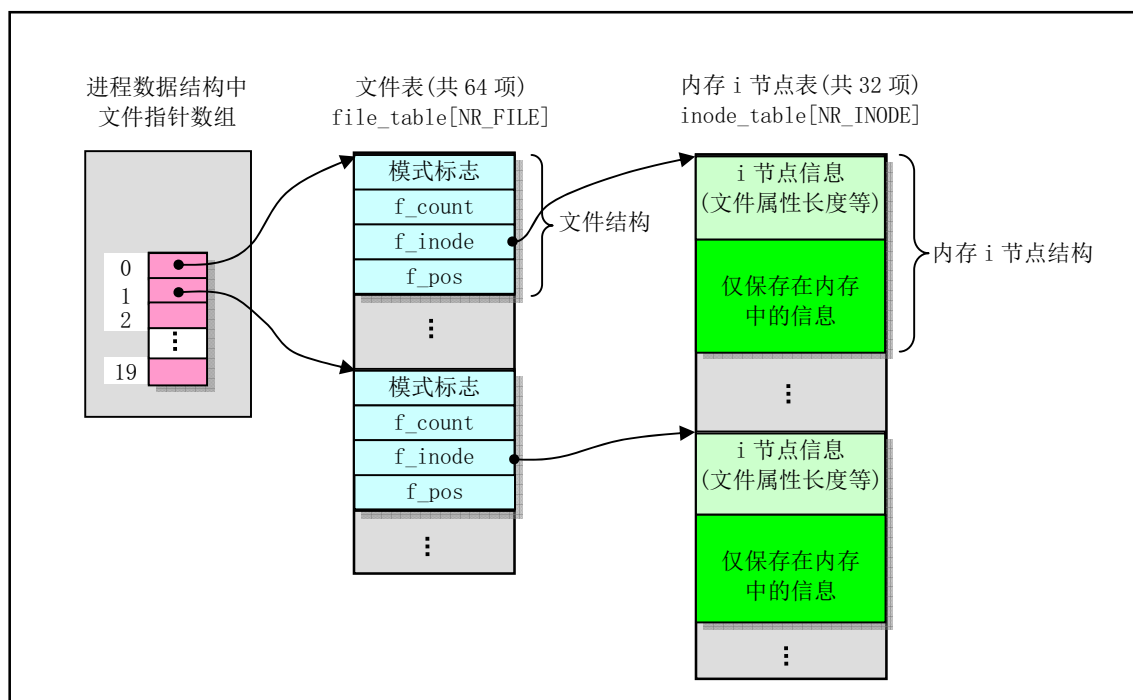 进程数据结构中
文件指针数组
0
1
2
⋮
19
文件表(共 64 项)
file_table[NR_FILE]
模式标志
f_count
f_inode
f_pos
文件结构
⋮
模式标志
f_count
f_inode
f_pos
⋮
内存 i 节点表(共 32 项)
inode_table[NR_INODE]
i 节点信息
(文件属性长度等)
仅保存在内存
中的信息
内存 i 节点结构
⋮
i 节点信息
(文件属性长度等)
仅保存在内存
中的信息
⋮